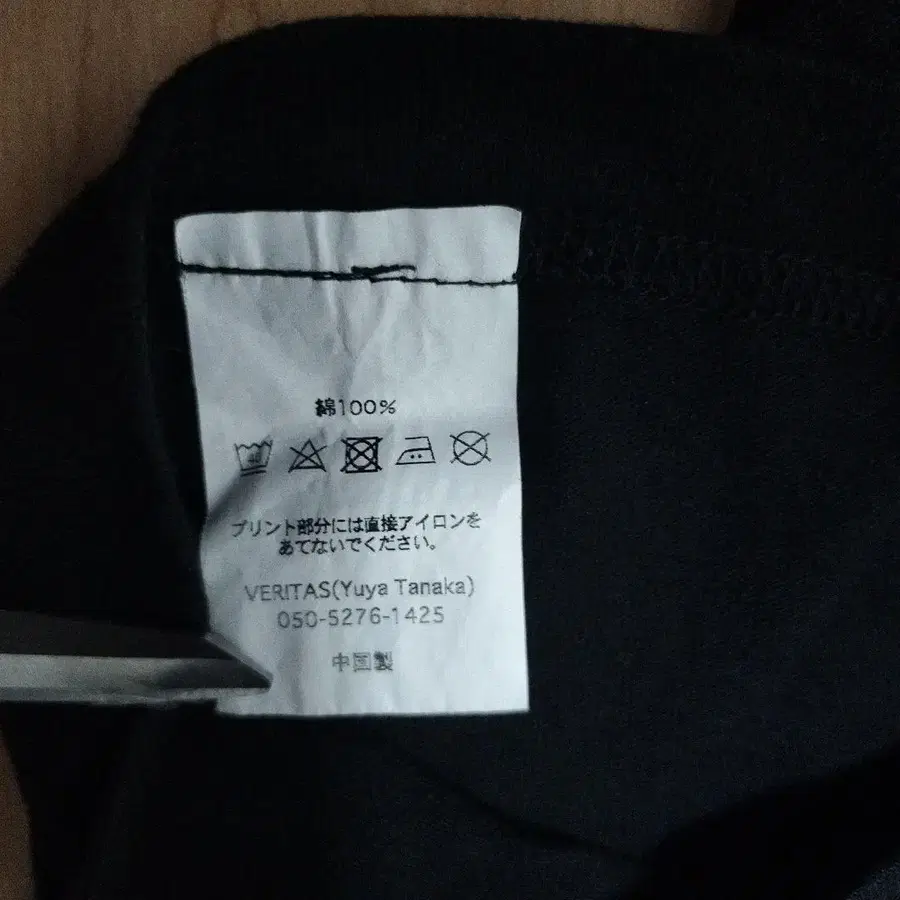 綿100%
40
プリント部分には直接アイロンを
あてないでください。
VERITAS(Yuya Tanaka)
050-5276-1425
中国製